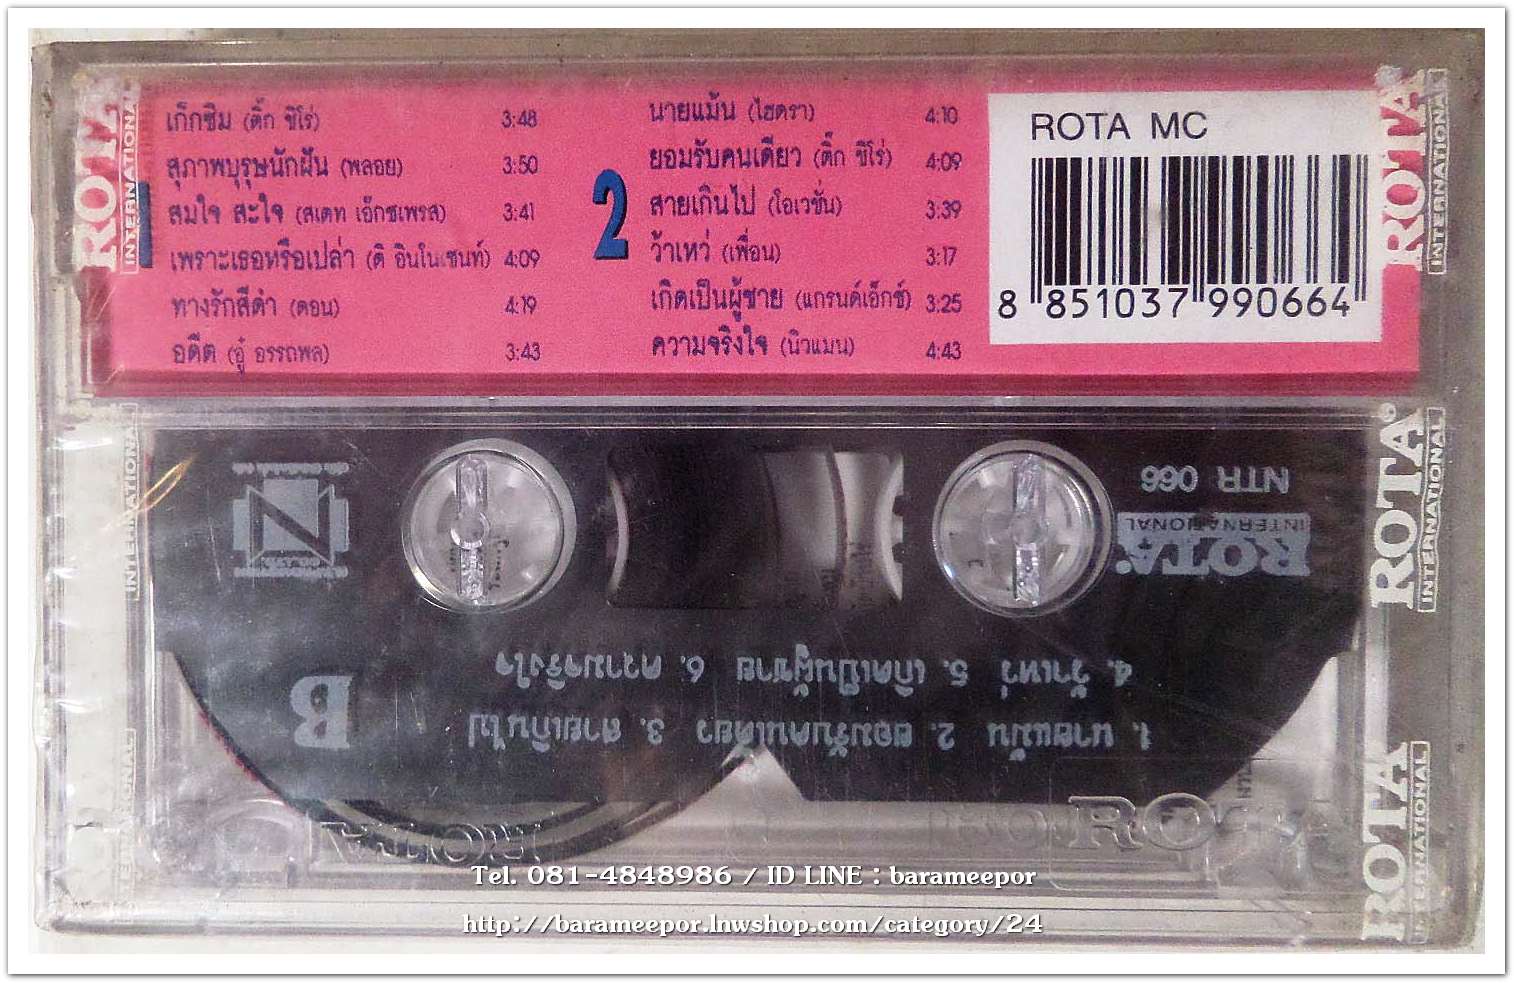 เก๊กซิม (ติ๊ก ชิโร่) 3:48
สุภาพบุรุษนักฝัน (พลอย) 3:50
สมใจ สะใจ (สเตท เอ็กซเพรส) 3:41
เพราะเธอหรือเปล่า (ดิ อินโนเซนท์) 4:09
ทางรักสีดำ (ตอน) 4:19
อดีต (อู๋ อรรถพล) 3:43
2
นายแม้น (ไฮดรา) 4:10
ยอมรับคนเดียว (ติ๊ก ชิโร่) 4:09
สายเกินไป (โอเวชั่น) 3:39
ว้าเหว่ (เพื่อน) 3:17
เกิดเป็นผู้ชาย (แกรนด์เอ็กซ์) 3:25
ความจริงใจ (นิวแมน) 4:43
ROTA MC
8 851037 990664
ROTA INTERNATIONAL
ROTA INTERNATIONAL
INTERNATIONAL
ROTA INTERNATIONAL
INTERNATIONAL
ROTA INTERNATIONAL
NTR 066
ROTA INTERNATIONAL
N
B
1. นายแม้น 2. ยอมรับคนเดียว 3. สายเกินไป
4. ว้าเหว่ 5. เกิดเป็นผู้ชาย 6. ความจริงใจ
ROTA
ROTA
Tel. 081-4848986 / ID LINE : barameepor
http://barameepor.lnwshop.com/category/24